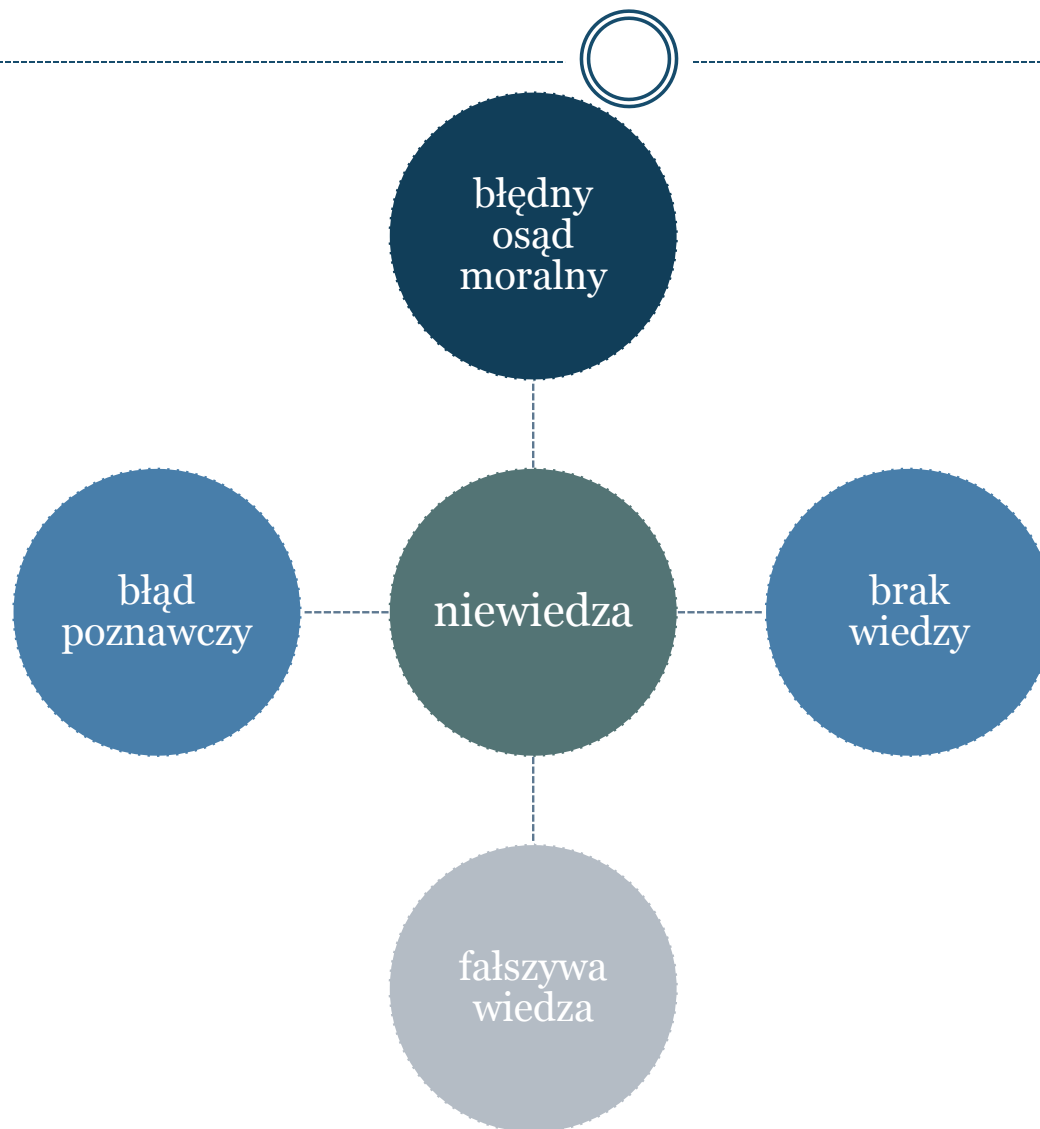 błędny
osąd
moralny
błąd
poznawczy
niewiedza
brak
wiedzy
fałszywa
wiedza